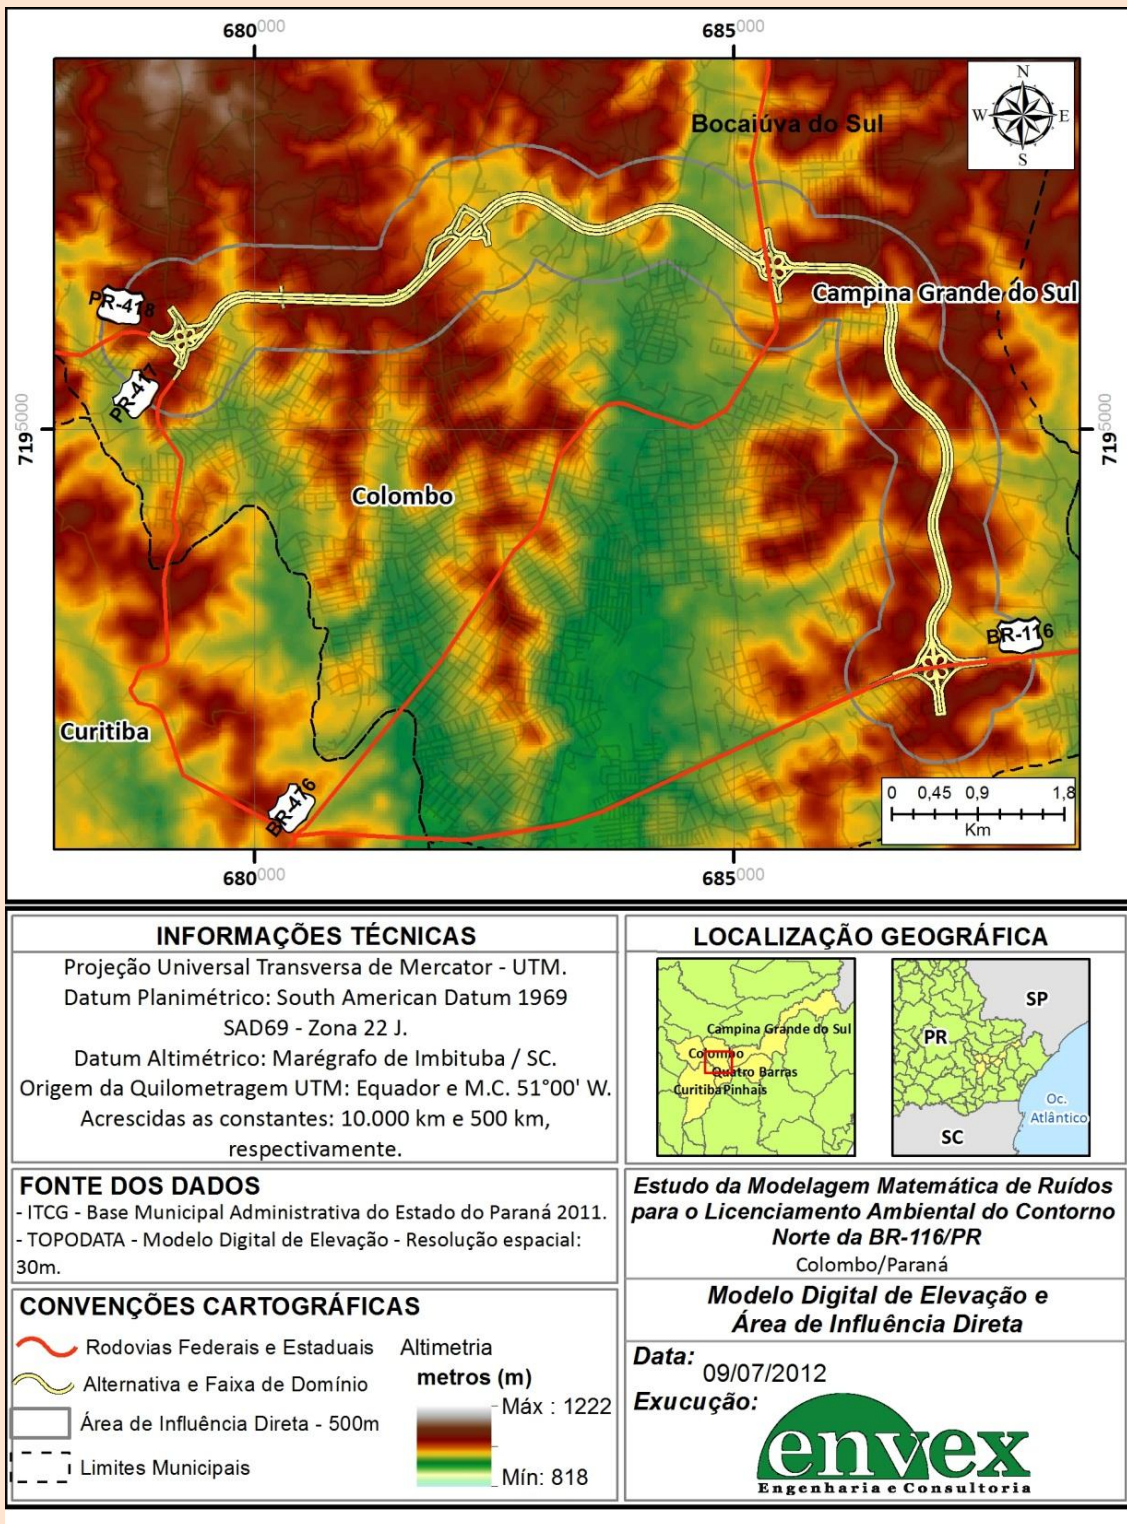 680000
685000
N
W
E
S
Bocaiúva do Sul
Campina Grande do Sul
PR-418
PR-417
7195000
7195000
Colombo
BR-116
Curitiba
BR-476
0 0,45 0,9 1,8
Km
680000
685000
INFORMAÇÕES TÉCNICAS
Projeção Universal Transversa de Mercator - UTM.
Datum Planimétrico: South American Datum 1969
SAD69 - Zona 22 J.
Datum Altimétrico: Marégrafo de Imbituba / SC.
Origem da Quilometragem UTM: Equador e M.C. 51°00' W.
Acrescidas as constantes: 10.000 km e 500 km,
respectivamente.
FONTE DOS DADOS
- ITCG - Base Municipal Administrativa do Estado do Paraná 2011.
- TOPODATA - Modelo Digital de Elevação - Resolução espacial:
30m.
CONVENÇÕES CARTOGRÁFICAS
Rodovias Federais e Estaduais
Alternativa e Faixa de Domínio
Área de Influência Direta - 500m
Limites Municipais
Altimetria
metros (m)
Máx : 1222
Mín: 818
LOCALIZAÇÃO GEOGRÁFICA
Campina Grande do Sul
Colombo
Quatro Barras
Curitiba Pinhais
SP
PR
Oc.
Atlântico
SC
Estudo da Modelagem Matemática de Ruídos
para o Licenciamento Ambiental do Contorno
Norte da BR-116/PR
Colombo/Paraná
Modelo Digital de Elevação e
Área de Influência Direta
Data: 09/07/2012
Exucução:
envex
Engenharia e Consultoria